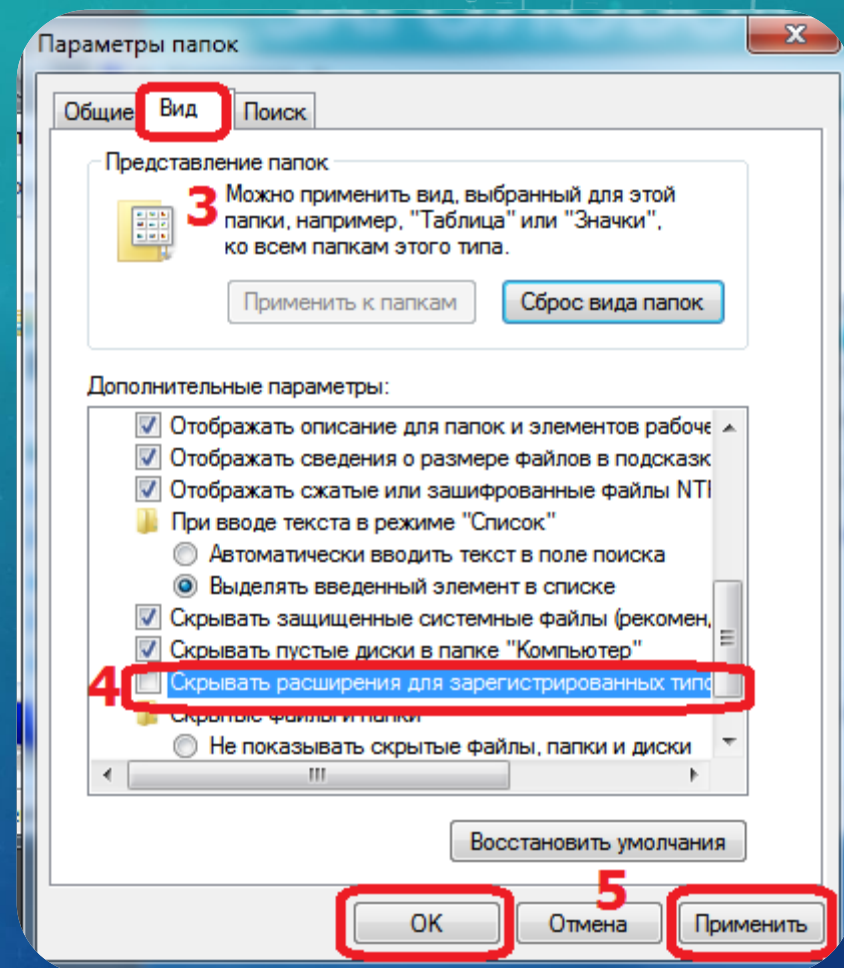 Параметры папок
X
Общие
Вид
Поиск
Представление папок
3
Можно применить вид, выбранный для этой
папки, например, "Таблица" или "Значки",
ко всем папкам этого типа.
Применить к папкам
Сброс вида папок
Дополнительные параметры:
Отображать описание для папок и элементов рабоче
Отображать сведения о размере файлов в подсказк
Отображать сжатые или зашифрованные файлы NTI
При вводе текста в режиме "Список"
Автоматически вводить текст в поле поиска
Выделять введенный элемент в списке
Скрывать защищенные системные файлы (рекомен,
Скрывать пустые диски в папке "Компьютер"
4
Скрывать расширения для зарегистрированных типо
Скрытые файлы и папки
Не показывать скрытые файлы, папки и диски
Восстановить умолчания
5
ОК
Отмена
Применить